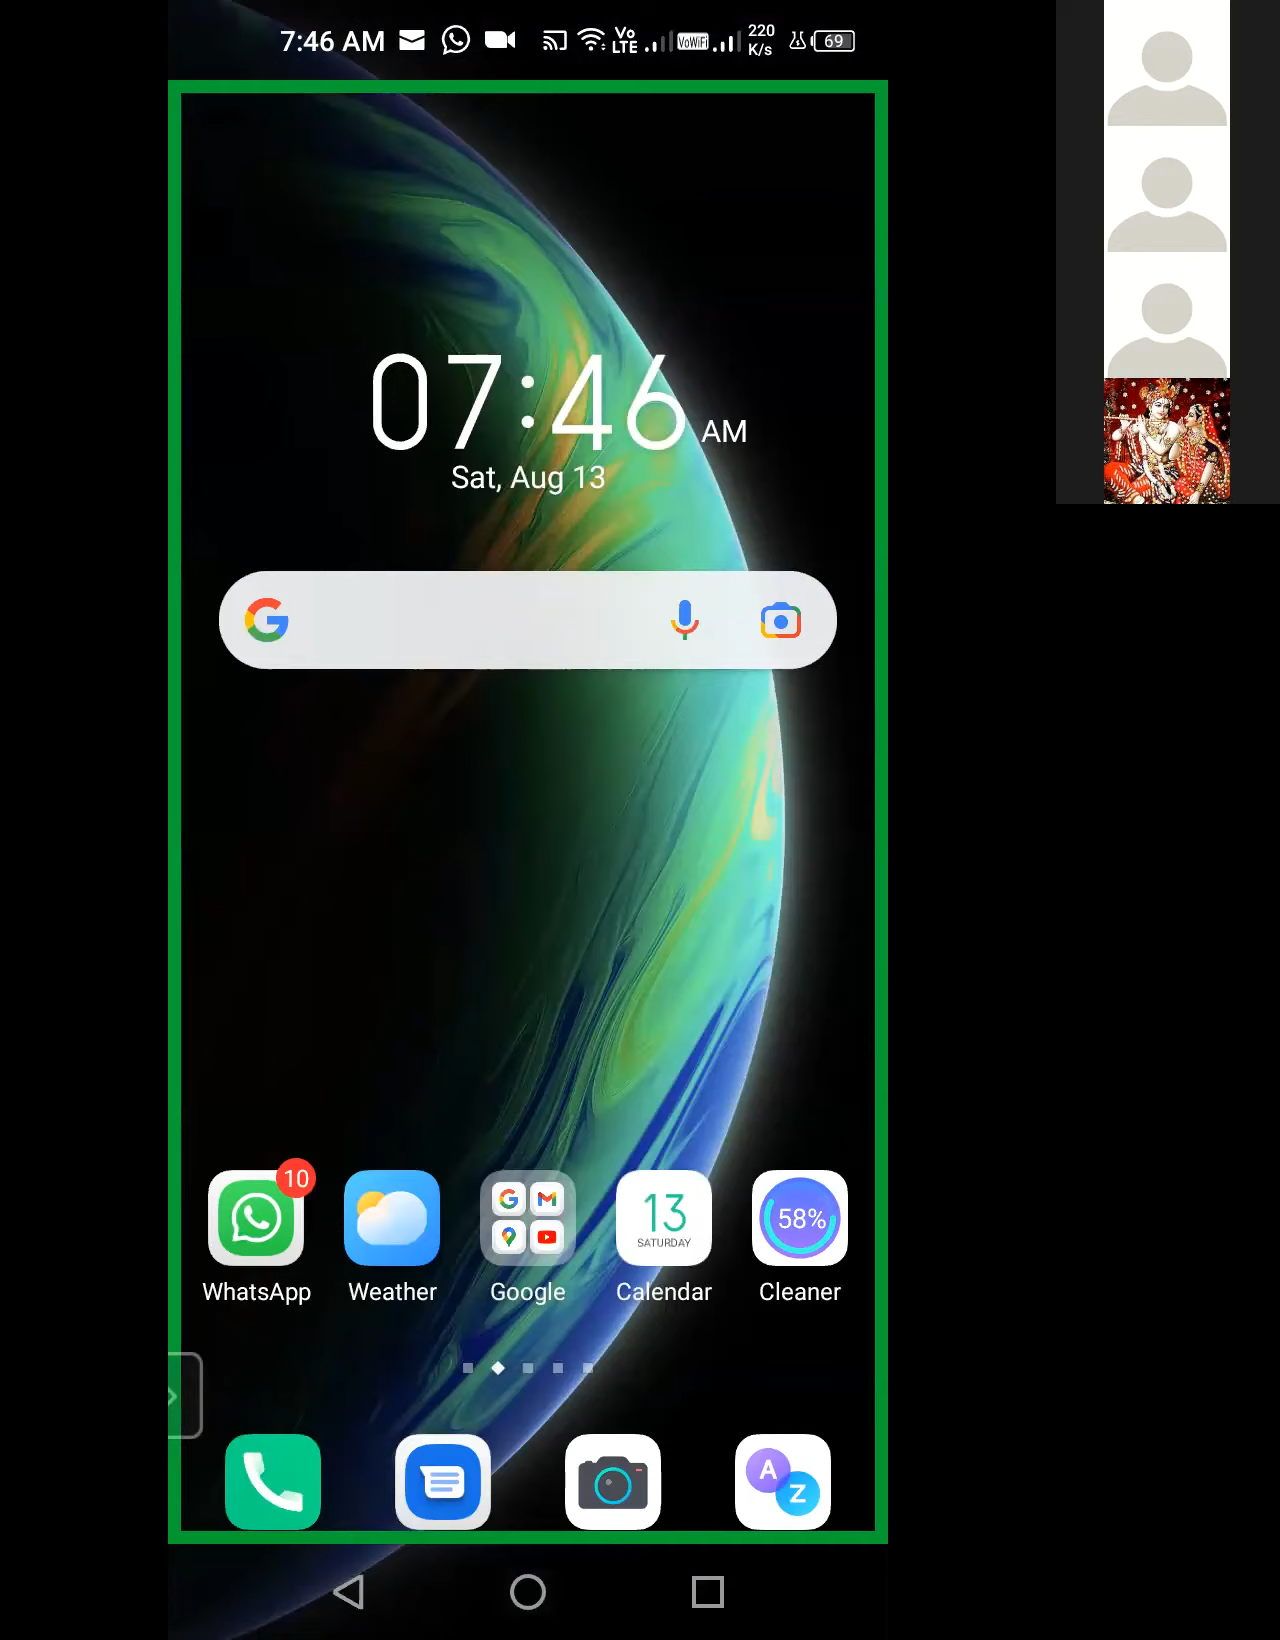 7:46 AM Vo LTE VoWiFi 220 K/s 69
07:46 AM
Sat, Aug 13
10
13
SATURDAY
58%
WhatsApp Weather Google Calendar Cleaner
A
Z